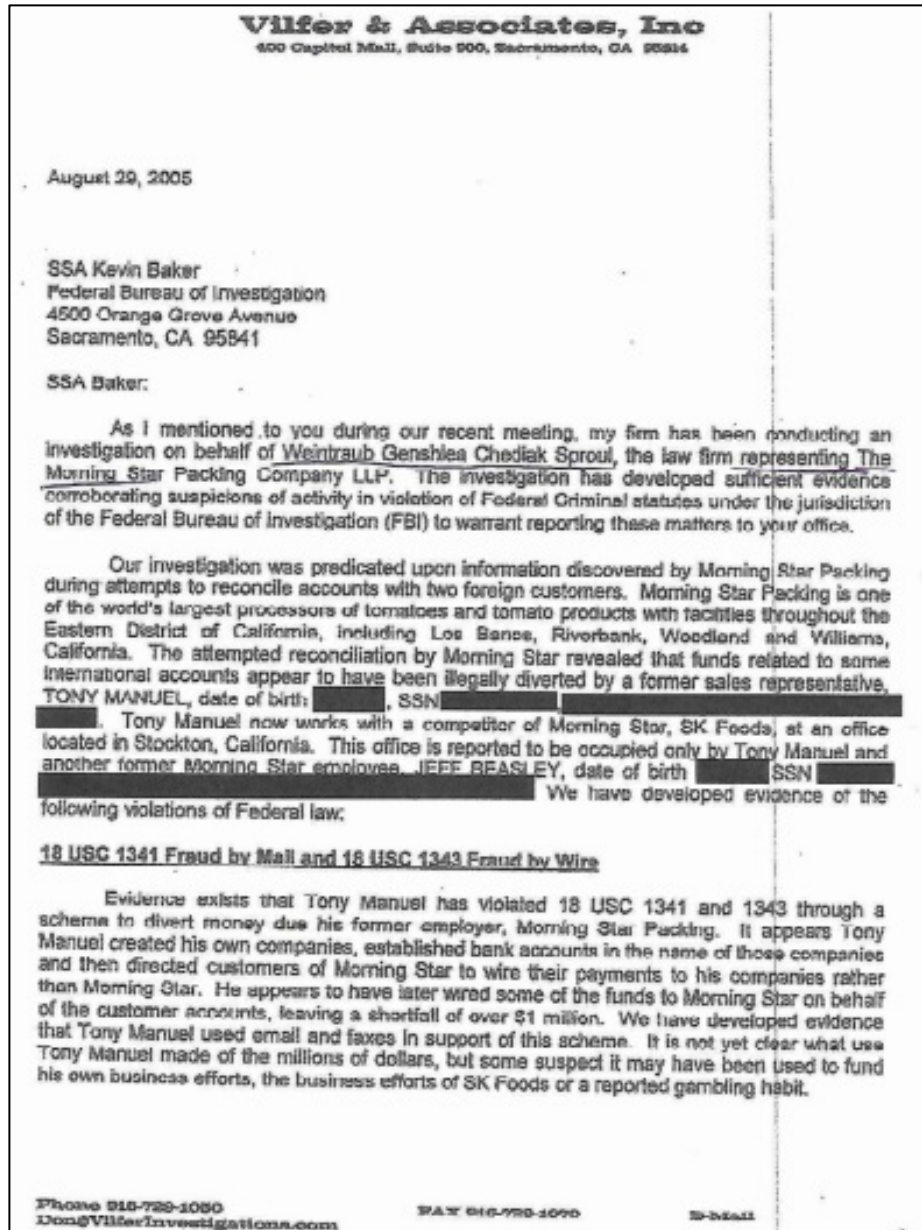 Vilfer & Associates, Inc
400 Capitol Mall, Suite 900, Sacramento, CA 95814
August 29, 2005
SSA Kevin Baker
Federal Bureau of Investigation
4500 Orange Grove Avenue
Sacramento, CA 95841
SSA Baker:
As I mentioned to you during our recent meeting, my firm has been conducting an
investigation on behalf of Weintraub Genshlea Chediak Sproul, the law firm representing The
Morning Star Packing Company LLP. The investigation has developed sufficient evidence
corroborating suspicions of activity in violation of Federal Criminal statutes under the jurisdiction
of the Federal Bureau of Investigation (FBI) to warrant reporting these matters to your office.
Our investigation was predicated upon information discovered by Morning Star Packing
during attempts to reconcile accounts with two foreign customers. Morning Star Packing is one
of the world's largest processors of tomatoes and tomato products with facilities throughout the
Eastern District of California, including Los Banos, Riverbank, Woodland and Williams,
California. The attempted reconciliation by Morning Star revealed that funds related to some
international accounts appear to have been illegally diverted by a former sales representative,
TONY MANUEL, date of birth , SSN ,
. Tony Manuel now works with a competitor of Morning Star, SK Foods, at an office
located in Stockton, California. This office is reported to be occupied only by Tony Manuel and
another former Morning Star employee, JEFF BEASLEY, date of birth SSN
We have developed evidence of the
following violations of Federal law:
18 USC 1341 Fraud by Mail and 18 USC 1343 Fraud by Wire
Evidence exists that Tony Manuel has violated 18 USC 1341 and 1343 through a
scheme to divert money due his former employer, Morning Star Packing. It appears Tony
Manuel created his own companies, established bank accounts in the name of those companies
and then directed customers of Morning Star to wire their payments to his companies rather
than Morning Star. He appears to have later wired some of the funds to Morning Star on behalf
of the customer accounts, leaving a shortfall of over $1 million. We have developed evidence
that Tony Manuel used email and faxes in support of this scheme. It is not yet clear what use
Tony Manuel made of the millions of dollars, but some suspect it may have been used to fund
his own business efforts, the business efforts of SK Foods or a reported gambling habit.
Phone 916-729-1050 FAX 916-729-1070 E-Mail
Don@VilferInvestigations.com